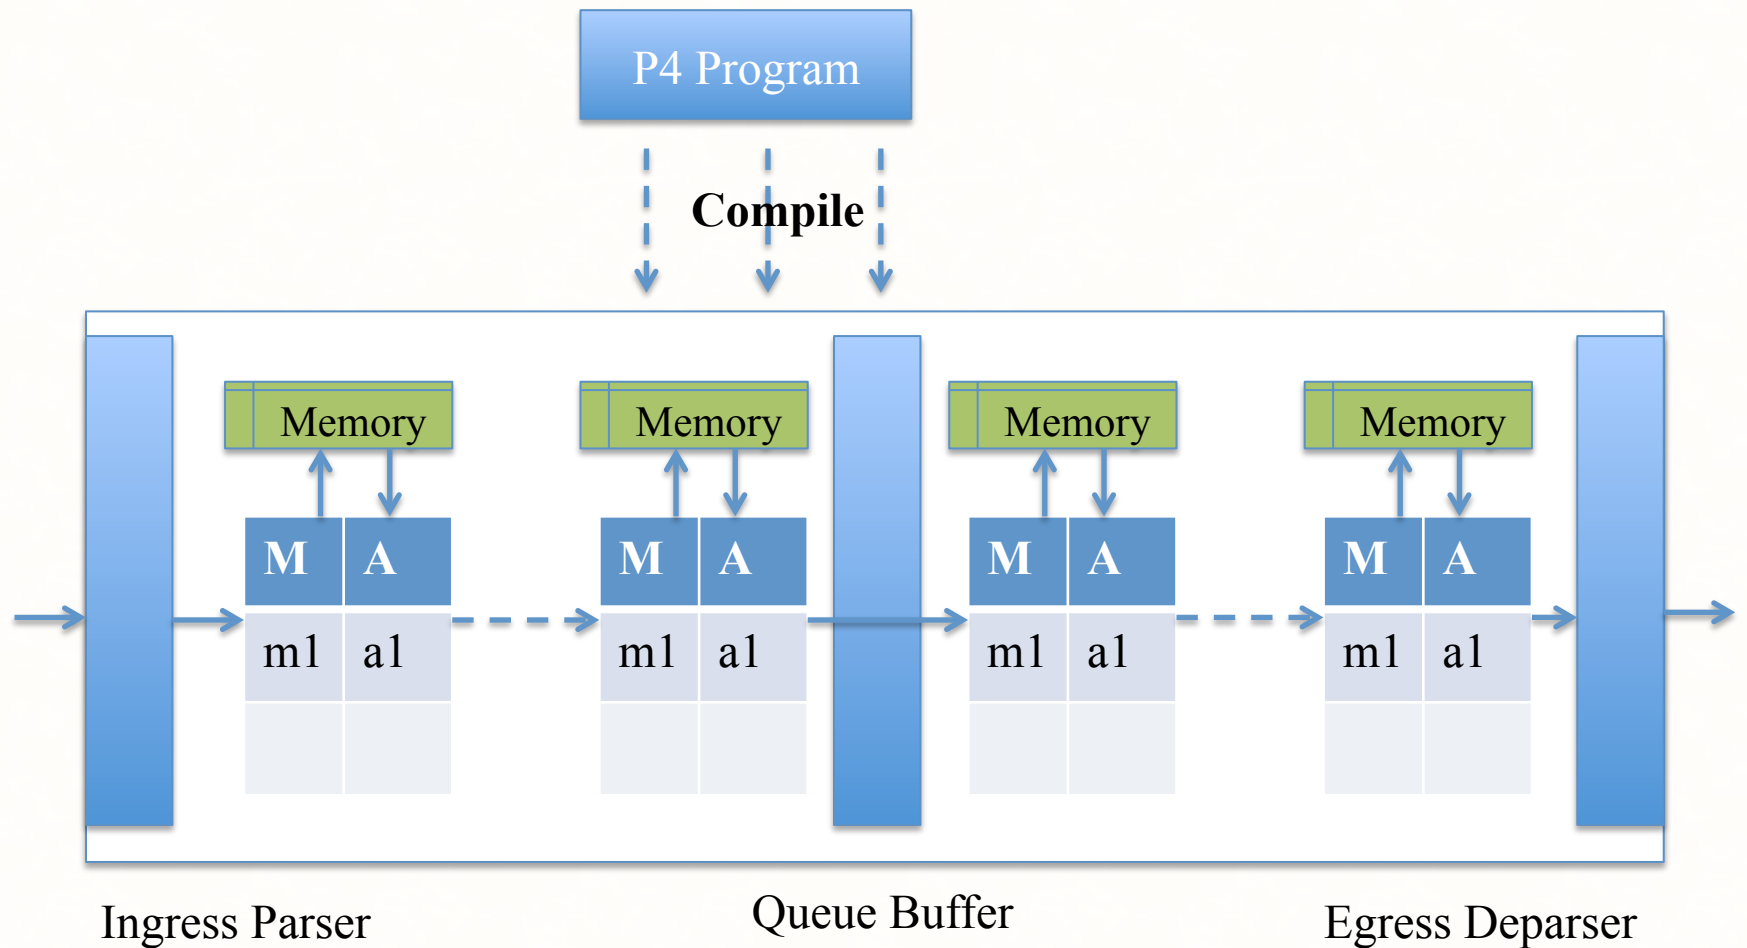 P4 Program
Compile
Memory Memory Memory Memory
M A M A M A M A
m1 a1 m1 a1 m1 a1 m1 a1
Ingress Parser Queue Buffer Egress Deparser